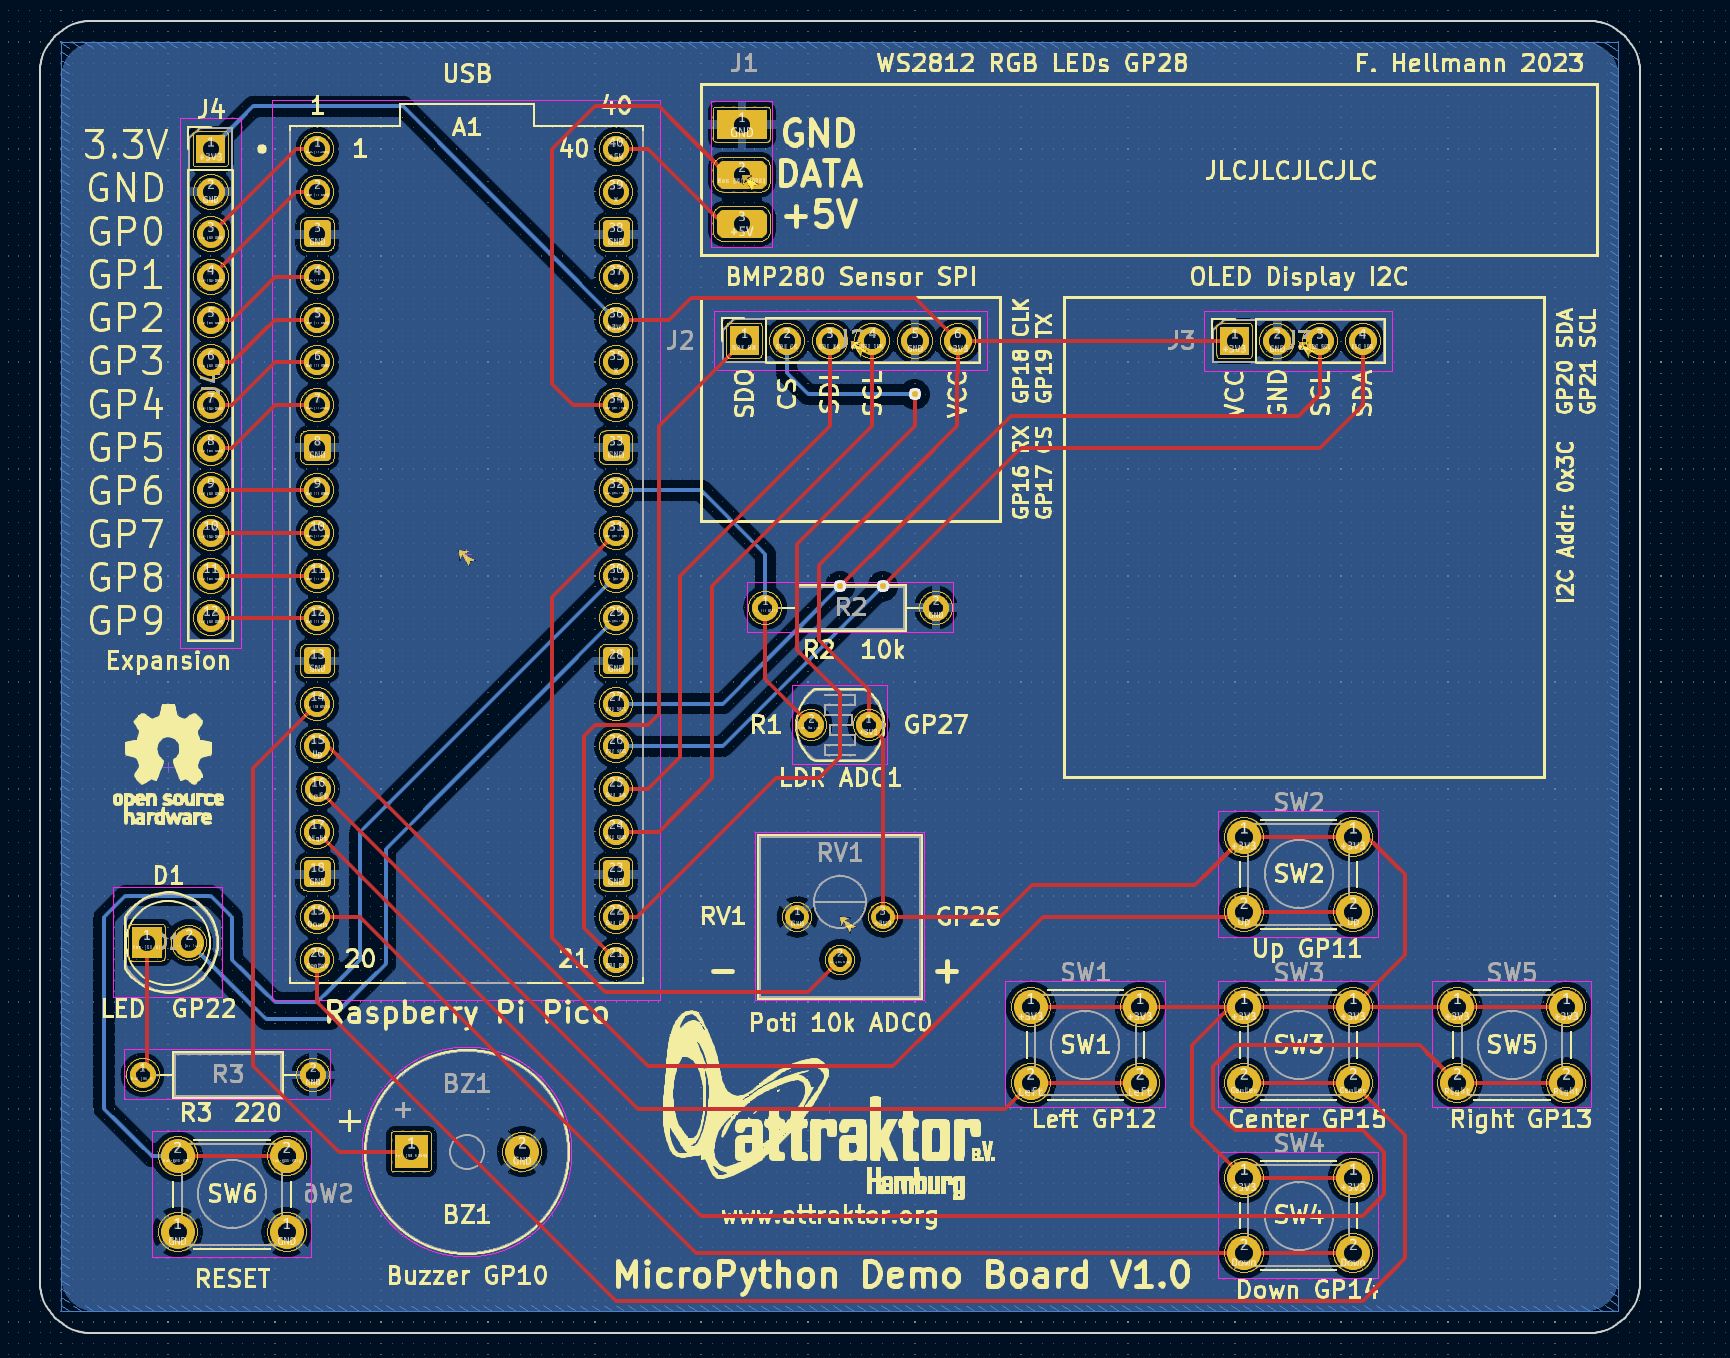 J1
WS2812 RGB LEDs GP28
F. Hellmann 2023
USB
J4
1
40
A1
3.3V
GND
GP0
GP1
GP2
GP3
GP4
GP5
GP6
GP7
GP8
GP9
Expansion
1
40
GND
DATA
+5V
JLCJLCJLCJLC
BMP280 Sensor SPI
OLED Display I2C
J2
J3
SDO
CS
SDI
SCL
VCC
GP18 CLK
GP19 TX
GP16 RX
GP17 CS
VCC
GND
SCL
SDA
GP20 SDA
GP21 SCL
I2C Addr: 0x3C
R2
R2 10k
R1
GP27
LDR ADC1
open source
hardware
D1
LED GP22
20
21
Raspberry Pi Pico
RV1
RV1
GP26
- +
Poti 10k ADC0
SW2
SW2
Up GP11
SW1
SW3
SW5
SW1
SW3
SW5
Left GP12
Center GP15
Right GP13
SW4
SW4
Down GP14
R3
R3 220
SW6
SW6
RESET
BZ1
+
+
BZ1
Buzzer GP10
attraktor e.V.
Hamburg
www.attraktor.org
MicroPython Demo Board V1.0